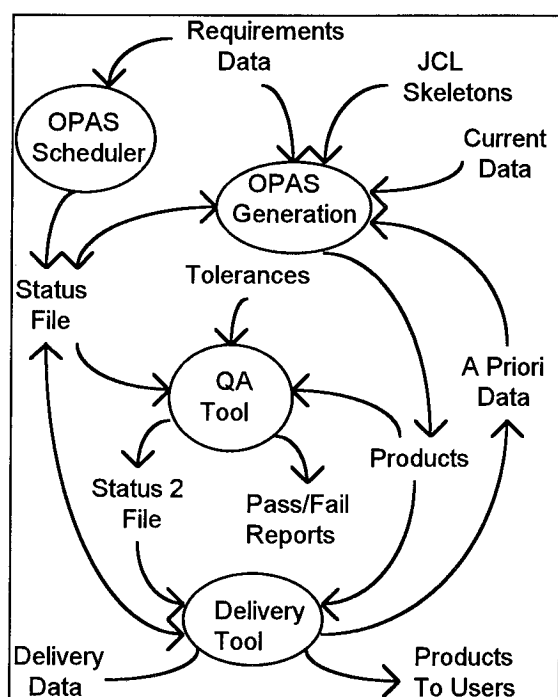 Requirements
Data
JCL
Skeletons
OPAS
Scheduler
Current
Data
OPAS
Generation
Tolerances
Status
File
A Priori
Data
QA
Tool
Products
Status 2
File
Pass/Fail
Reports
Delivery
Tool
Delivery
Data
Products
To Users